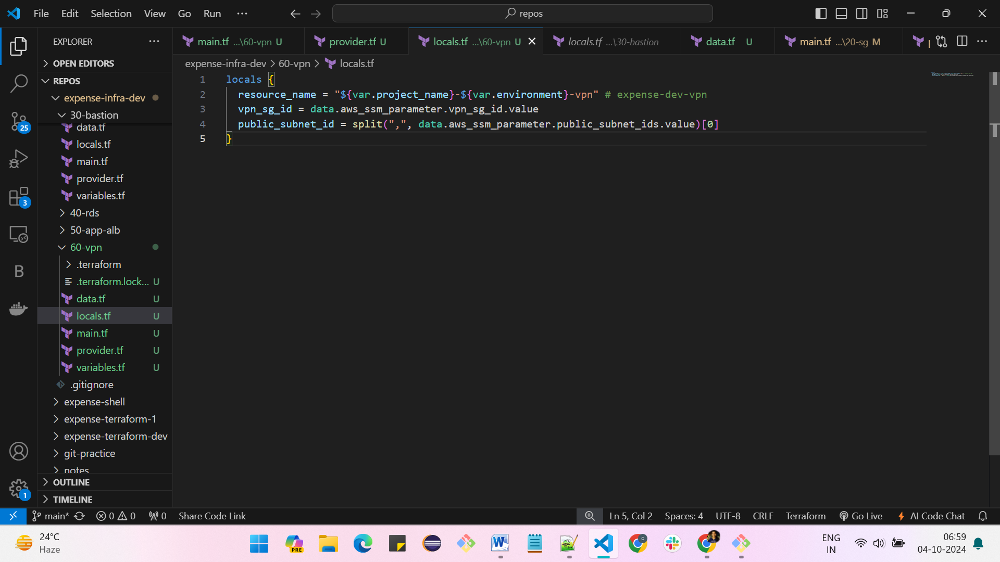 File Edit Selection View Go Run ··· repos
EXPLORER ···
OPEN EDITORS
REPOS
expense-infra-dev
30-bastion
data.tf
locals.tf
main.tf
provider.tf
variables.tf
40-rds
50-app-alb
60-vpn
.terraform
.terraform.lock... U
data.tf U
locals.tf U
main.tf U
provider.tf U
variables.tf U
.gitignore
expense-shell
expense-terraform-1
expense-terraform-dev
git-practice
notes
OUTLINE
TIMELINE
25
3
B
1
main.tf ...\60-vpn U provider.tf U locals.tf ...\60-vpn U locals.tf ...\30-bastion data.tf U main.tf ...\20-sg M
expense-infra-dev > 60-vpn > locals.tf
1 locals {
2 resource_name = "${var.project_name}-${var.environment}-vpn" # expense-dev-vpn
3 vpn_sg_id = data.aws_ssm_parameter.vpn_sg_id.value
4 public_subnet_id = split(",", data.aws_ssm_parameter.public_subnet_ids.value)[0]
5 }
main* 0 0 0 Share Code Link Ln 5, Col 2 Spaces: 4 UTF-8 CRLF Terraform Go Live AI Code Chat
24°C
Haze
PRE
W
C
ENG
IN
06:59
04-10-2024